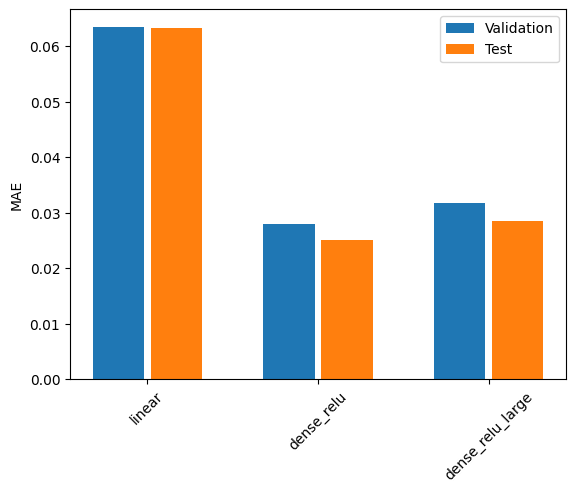 Validation
Test
MAE
0.06
0.05
0.04
0.03
0.02
0.01
0.00
linear
dense_relu
dense_relu_large